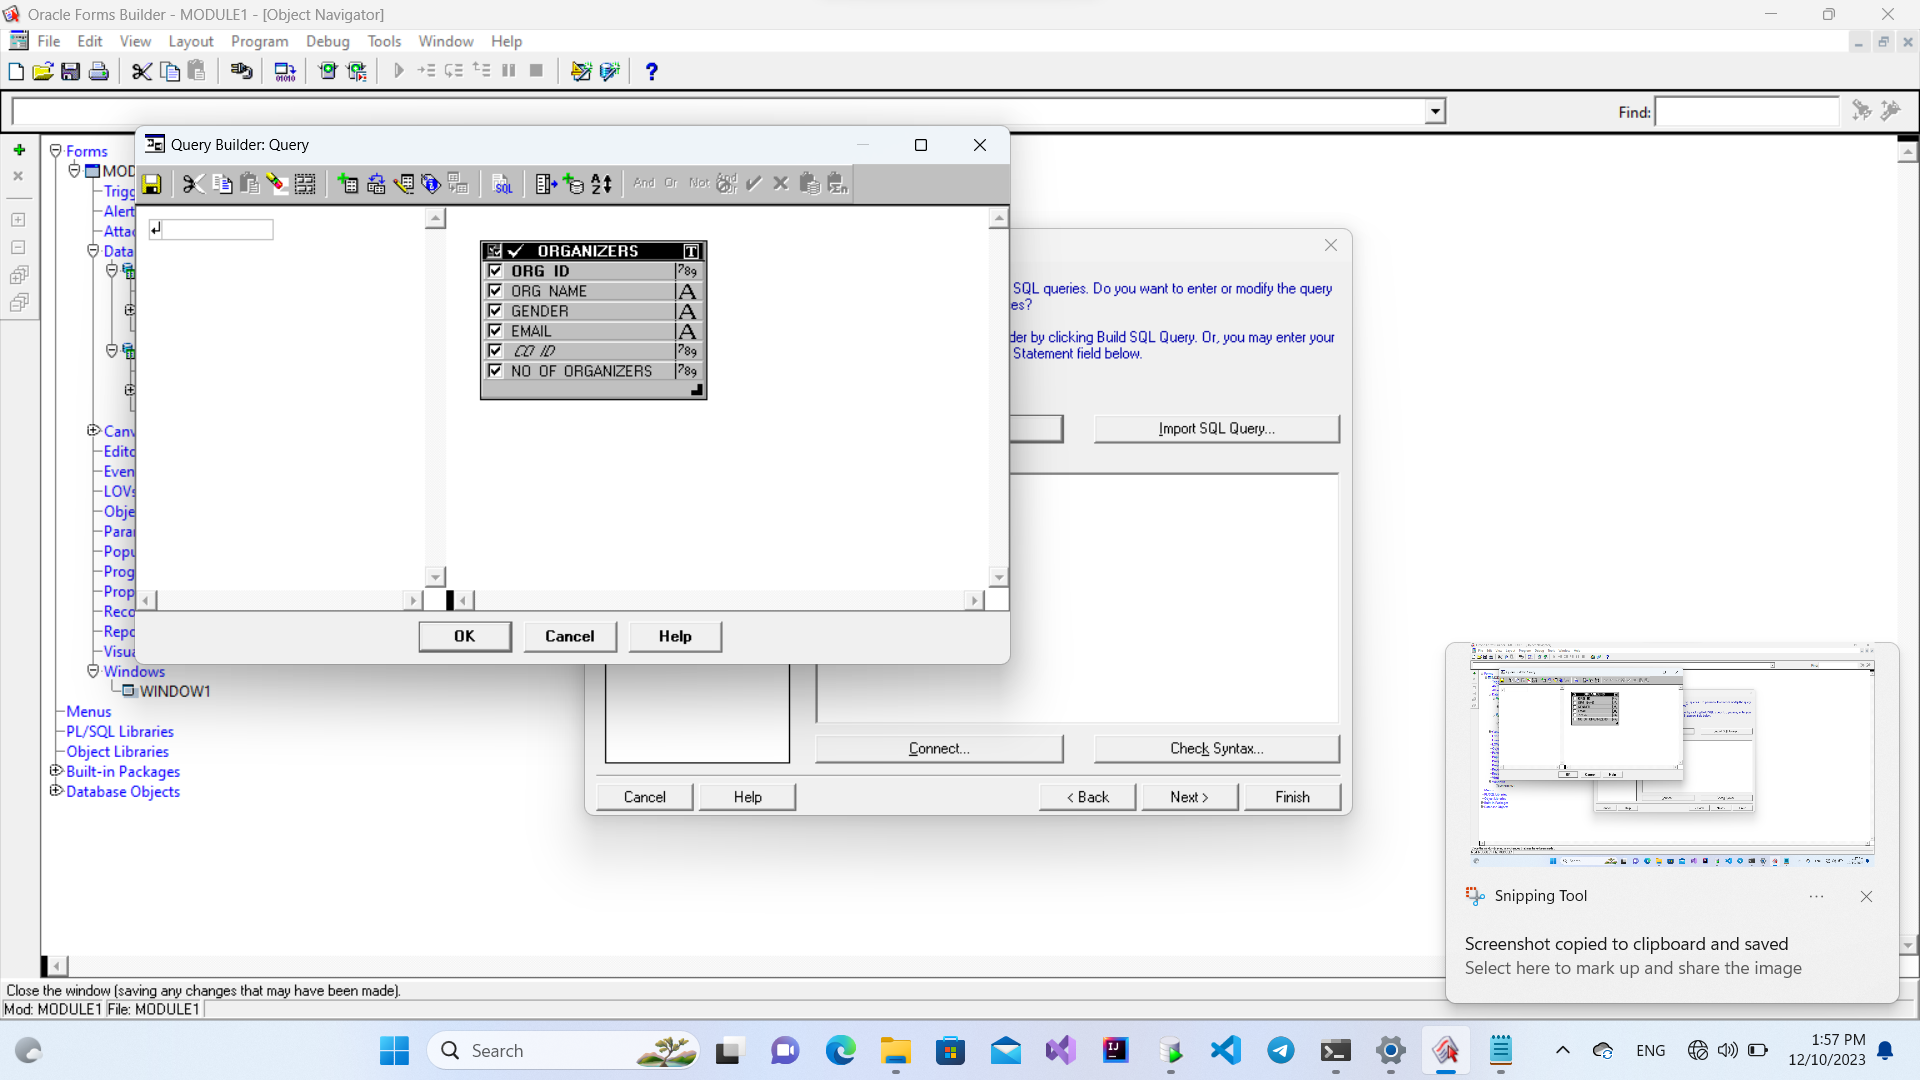 Oracle Forms Builder - MODULE1 - [Object Navigator]
File Edit View Layout Program Debug Tools Window Help
Find:
Forms
MOD
Trigg
Alert
Attac
Data
Canv
Edito
Even
LOVs
Obje
Para
Popu
Prog
Prop
Reco
Repo
Visua
Windows
WINDOW1
Menus
PL/SQL Libraries
Object Libraries
Built-in Packages
Database Objects
Query Builder: Query
SQL
And Or Not
ORGANIZERS
ORG ID
ORG NAME
GENDER
EMAIL
CO ID
NO OF ORGANIZERS
OK Cancel Help
SQL queries. Do you want to enter or modify the query
es?
der by clicking Build SQL Query. Or, you may enter your
Statement field below.
Import SQL Query...
Connect... Check Syntax...
Cancel Help < Back Next > Finish
Snipping Tool
Screenshot copied to clipboard and saved
Select here to mark up and share the image
Close the window (saving any changes that may have been made).
Mod: MODULE1 File: MODULE1
Search
ENG
1:57 PM
12/10/2023